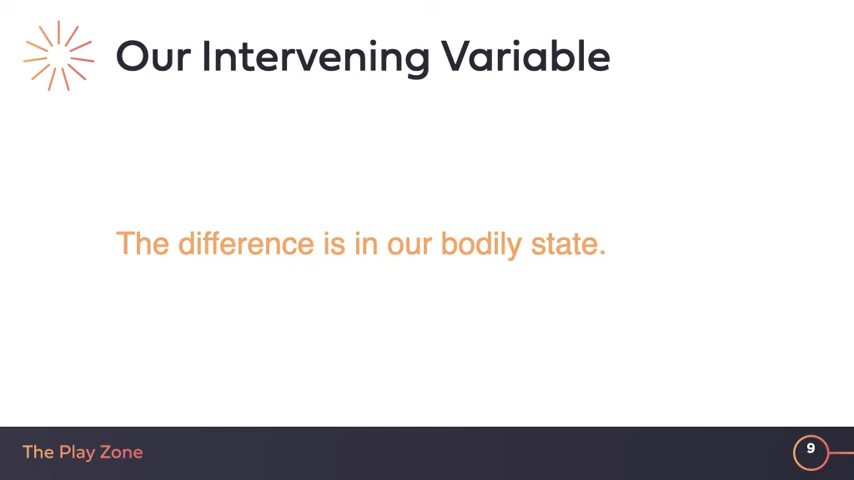 Our Intervening Variable
The difference is in our bodily state.
The Play Zone
9